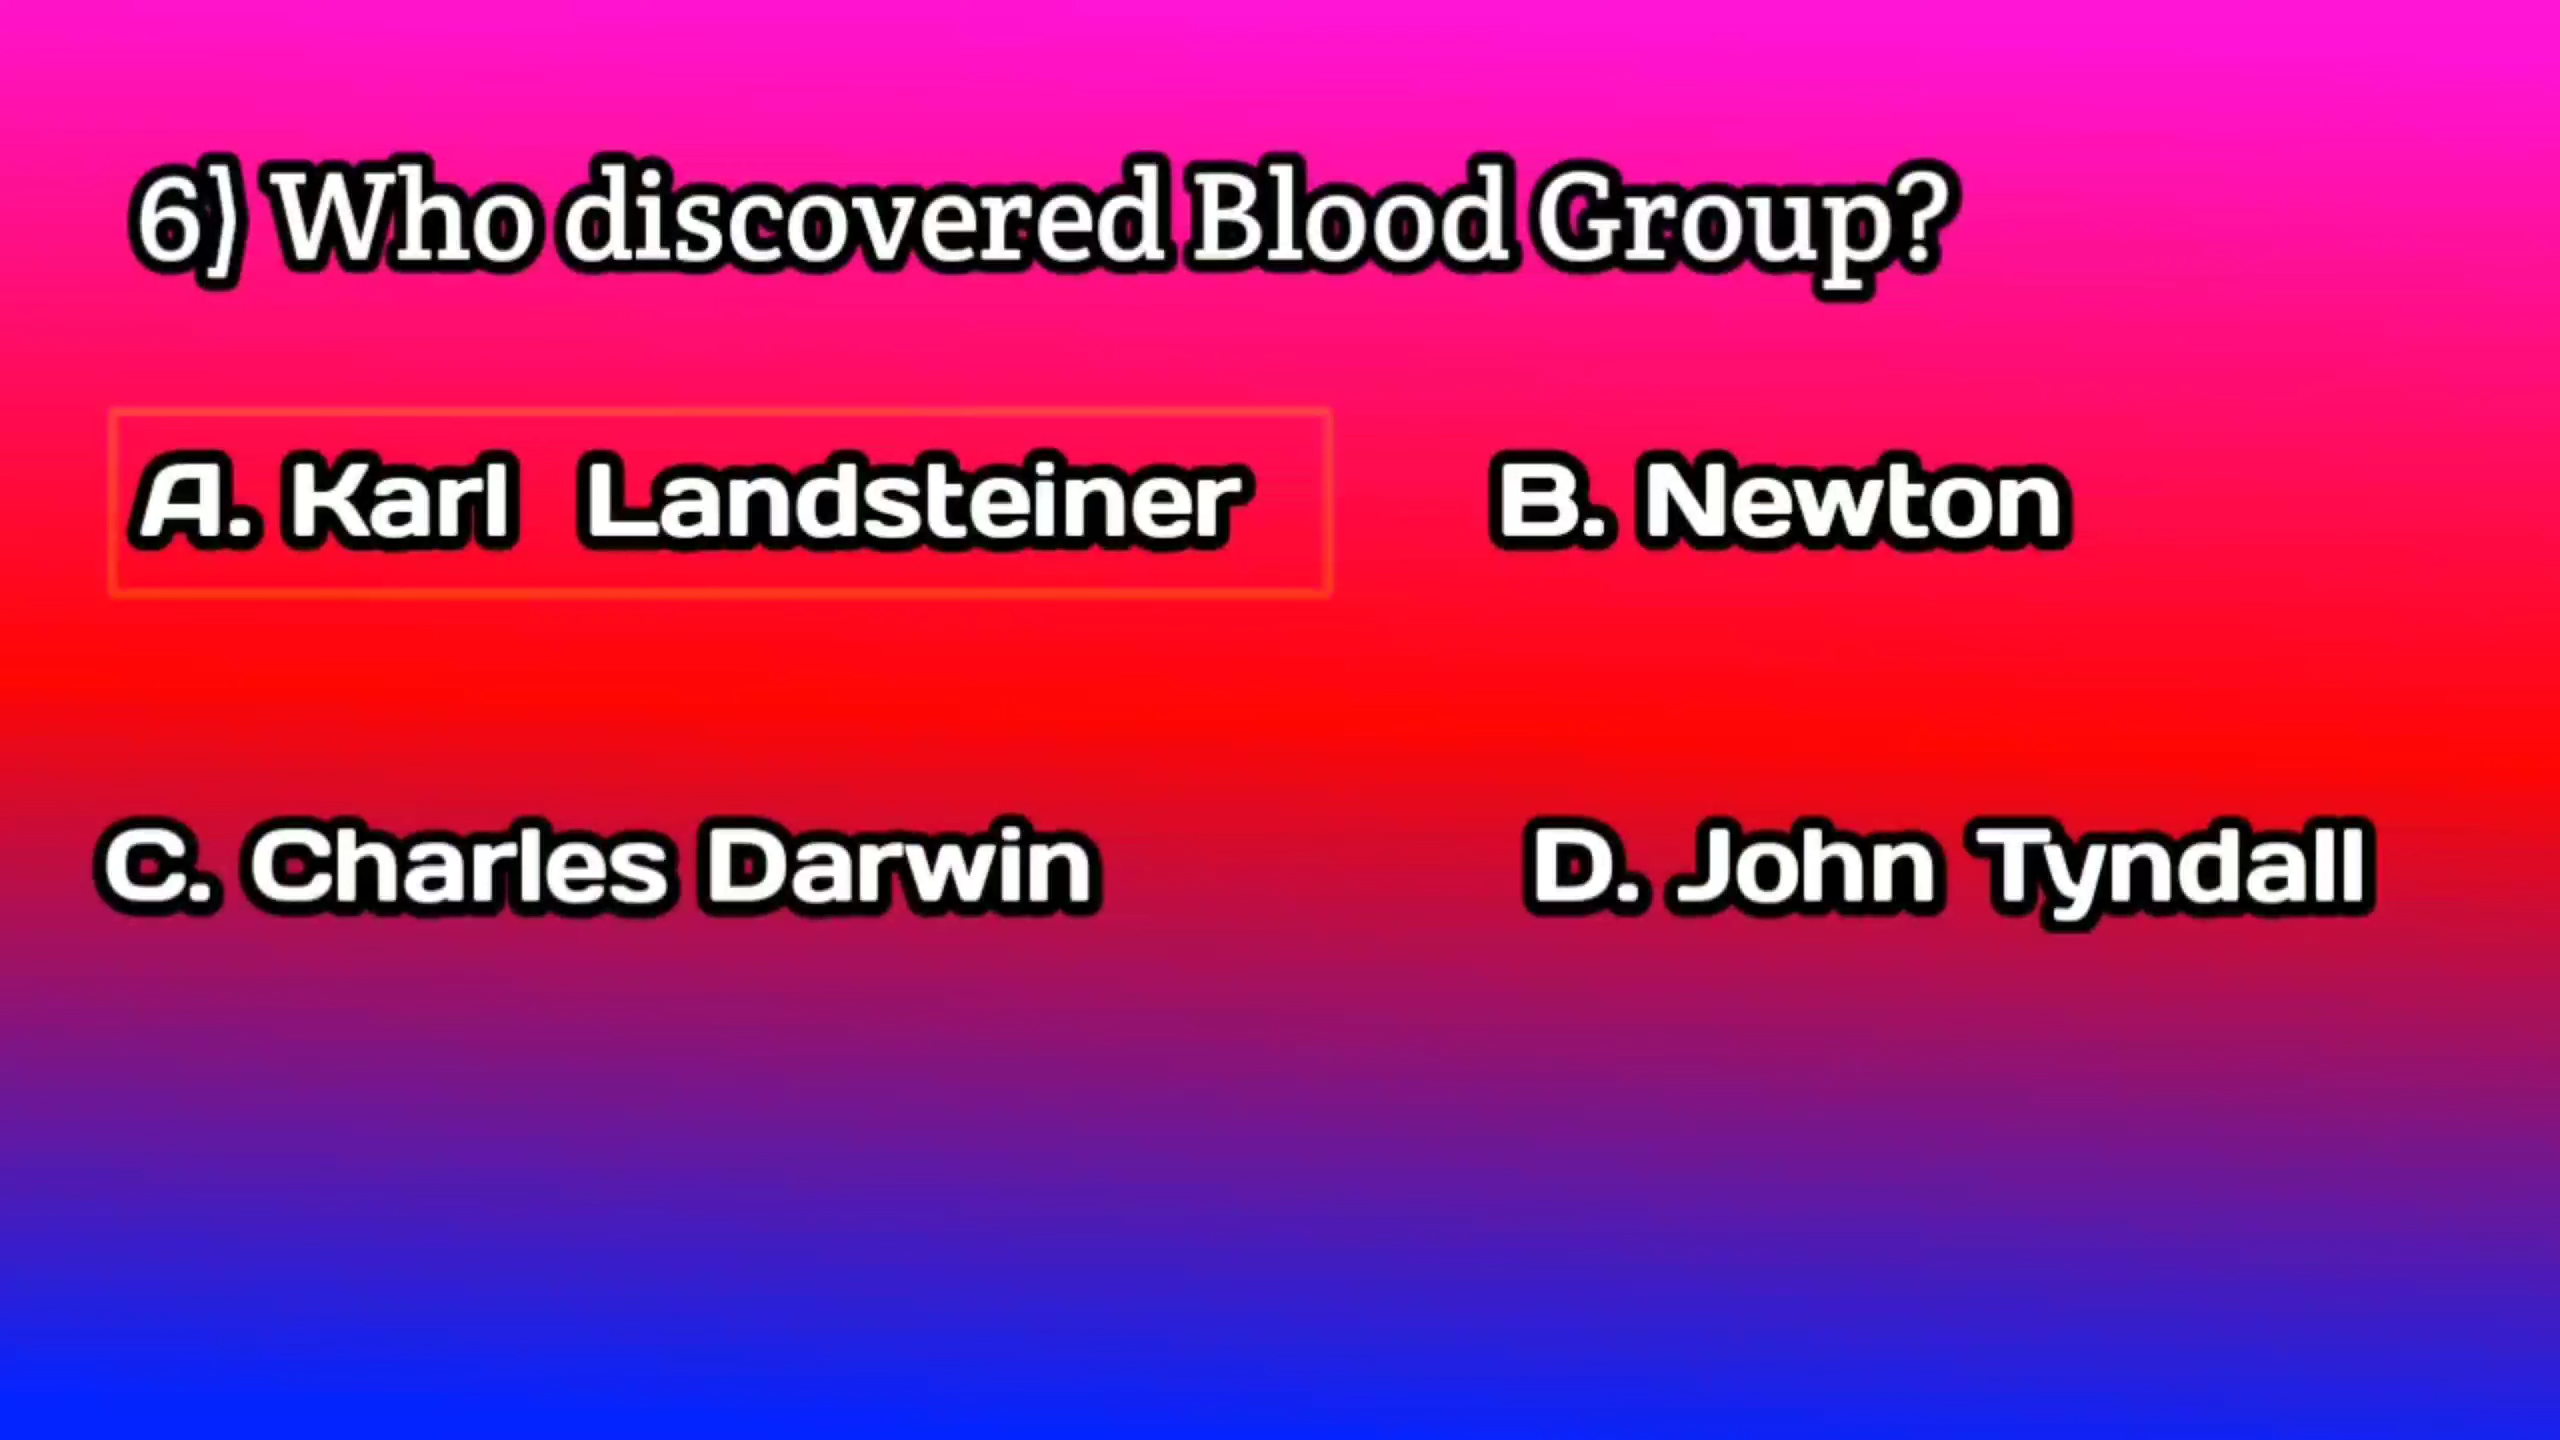 6) Who discovered Blood Group?
A. Karl Landsteiner
B. Newton
C. Charles Darwin
D. John Tyndall